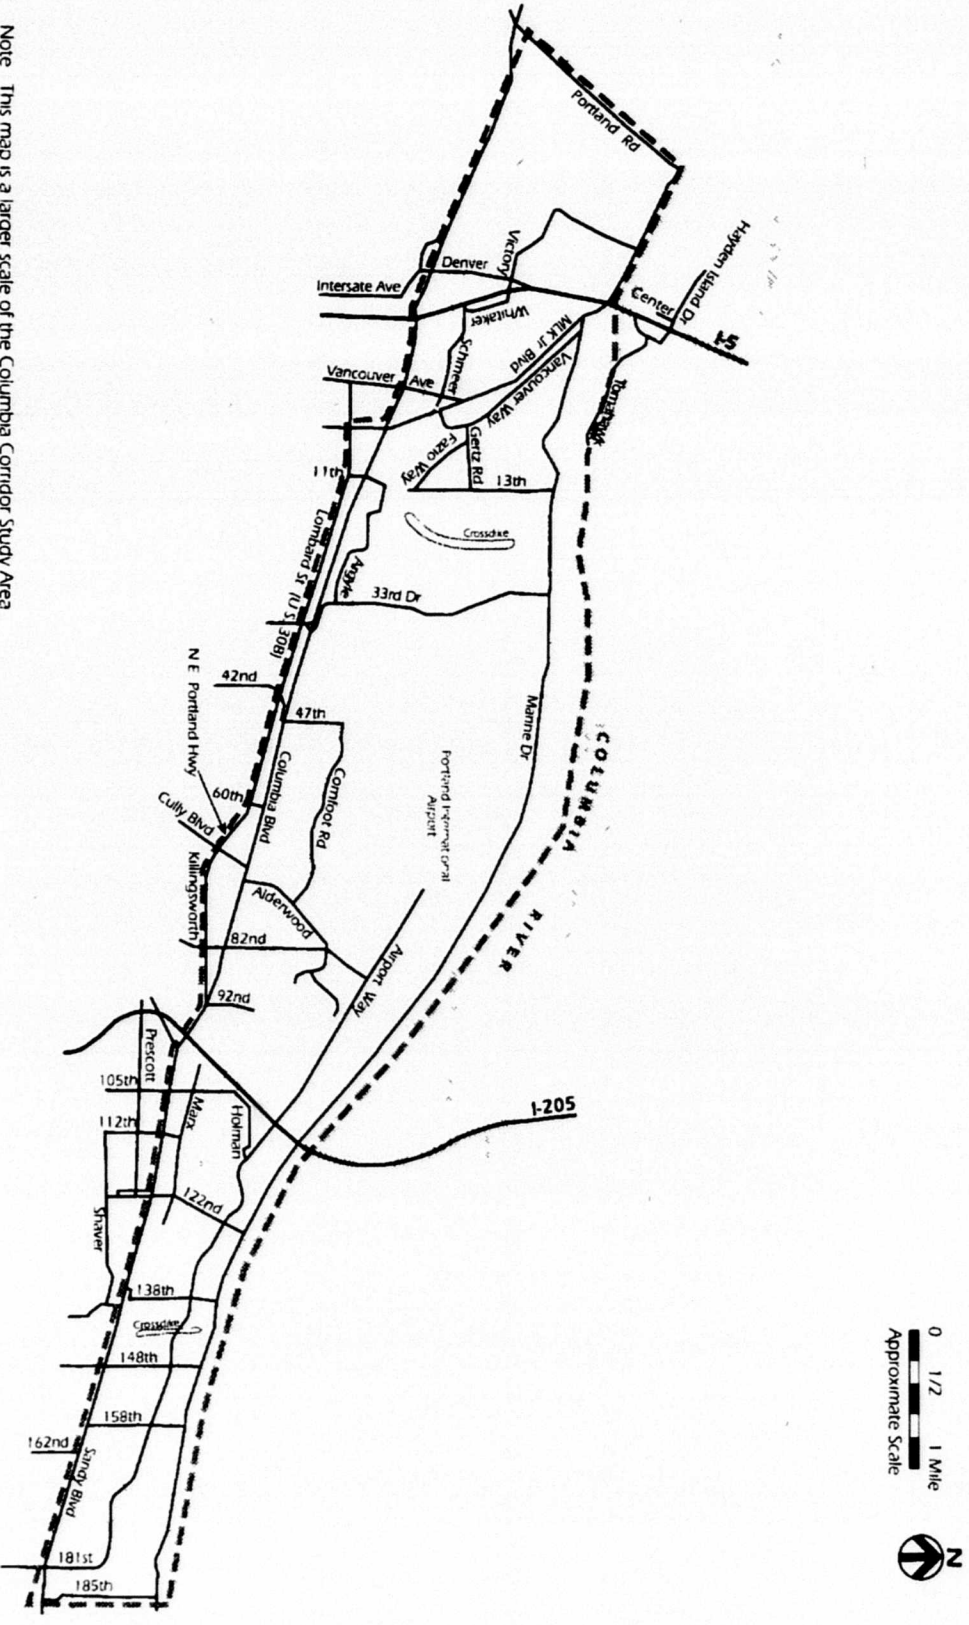 Portland Rd
Hayden Island Dr
Center
I-5
Victory
Denver
Intersate Ave
Whitaker
MLK Jr Blvd
Schmeer
Vancouver Way
Vancouver Ave
Tomahawk
Gertz Rd
Fazio Way
13th
11th
Crossdike
Lombard St (U.S. 30B)
Argyle
33rd Dr
42nd
N E Portland Hwy
47th
Marine Dr
COLUMBIA
RIVER
Columbia Blvd
Portland International
Airport
Cornfoot Rd
60th
Cully Blvd
Killingsworth
Alderwood
82nd
Airport Way
92nd
Prescott
I-205
105th
Marx
Holman
112th
122nd
Shaver
138th
Crossdike
148th
158th
162nd
Sandy Blvd
181st
185th
0 1/2 1 Mile
Approximate Scale
N
Note This map is a larger scale of the Columbia Corridor Study Area